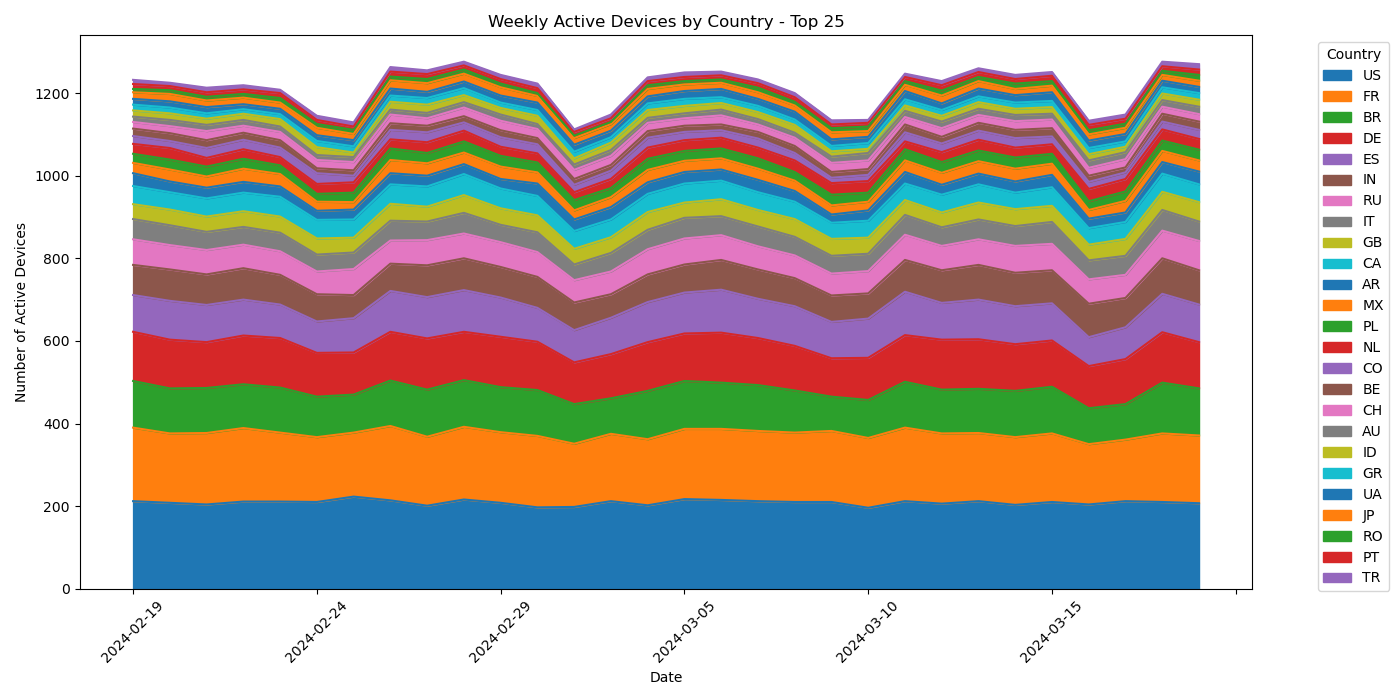 Weekly Active Devices by Country - Top 25
Number of Active Devices
1200
1000
800
600
400
200
0
2024-02-19
2024-02-24
2024-02-29
2024-03-05
2024-03-10
2024-03-15
Date
Country
US
FR
BR
DE
ES
IN
RU
IT
GB
CA
AR
MX
PL
NL
CO
BE
CH
AU
ID
GR
UA
JP
RO
PT
TR